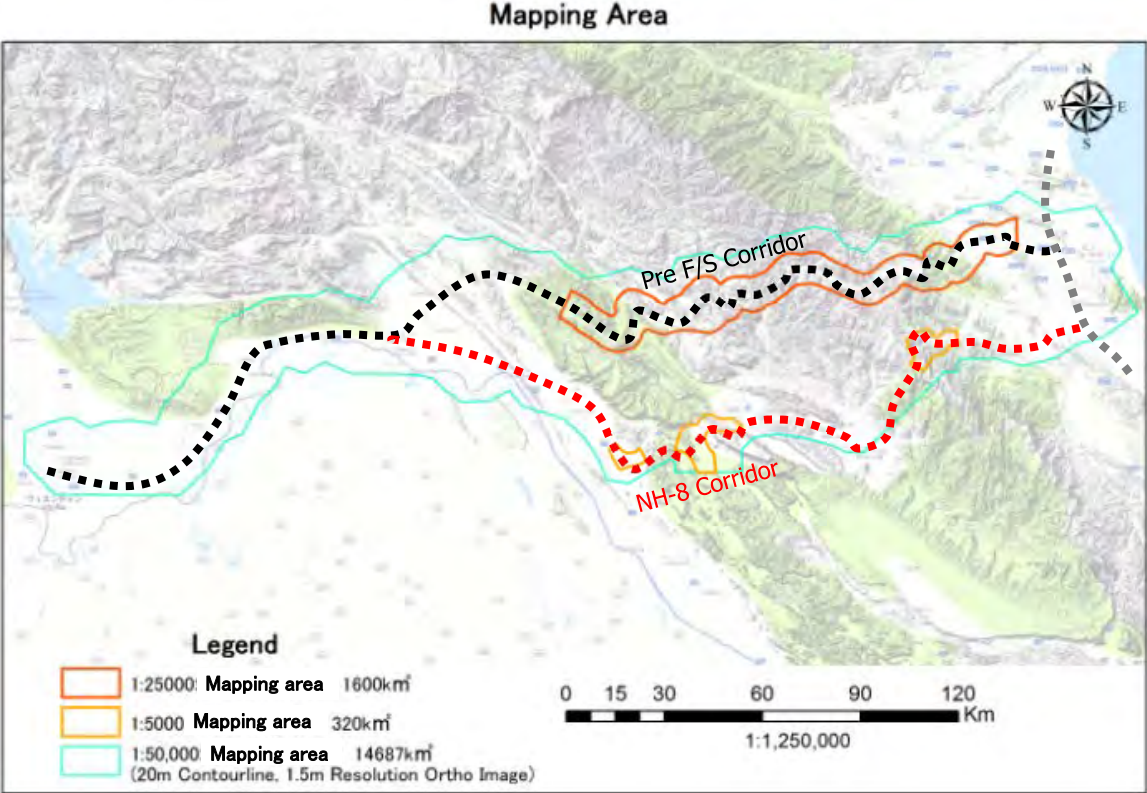 Mapping Area
N
W
E
S
Pre F/S Corridor
NH-8 Corridor
Legend
1:25000: Mapping area 1600km²
1:5000 Mapping area 320km²
1:50,000: Mapping area 14687km²
(20m Contourline, 1.5m Resolution Ortho Image)
0 15 30 60 90 120
Km
1:1,250,000